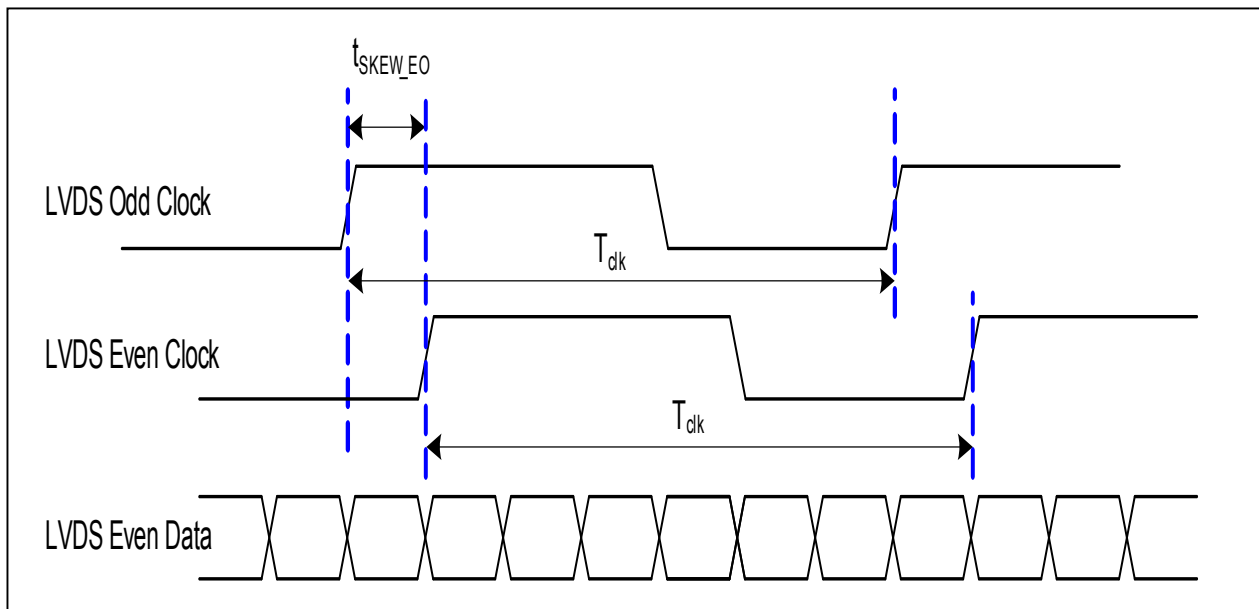 tSKEW_EO
LVDS Odd Clock
Tclk
LVDS Even Clock
Tclk
LVDS Even Data